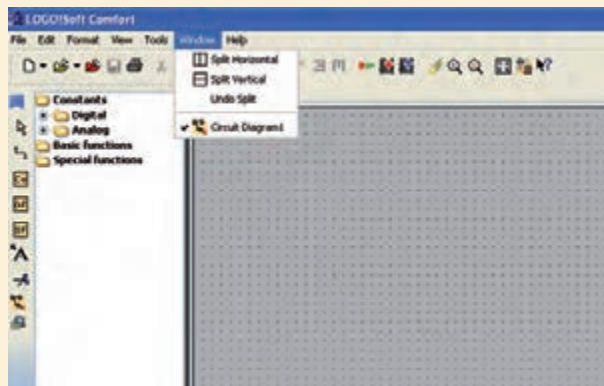 LOGO!Soft Comfort
File Edit Format View Tools Window Help
Split Horizontal
Split Vertical
Undo Split
Circuit Diagram1
Constants
Digital
Analog
Basic functions
Special functions